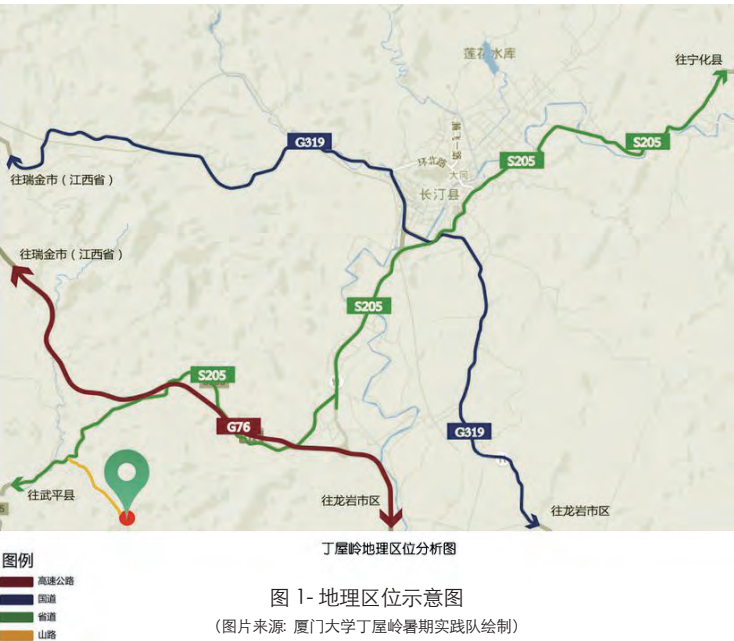 莲花水库
往宁化县
G319
S205
S205
环北路
大同
往瑞金市（江西省）
长汀县
往瑞金市（江西省）
S205
S205
G76
G319
往武平县
往龙岩市区
往龙岩市区
丁屋岭地理区位分析图
图例
高速公路
国道
省道
山路
图 1- 地理区位示意图
（图片来源: 厦门大学丁屋岭暑期实践队绘制）